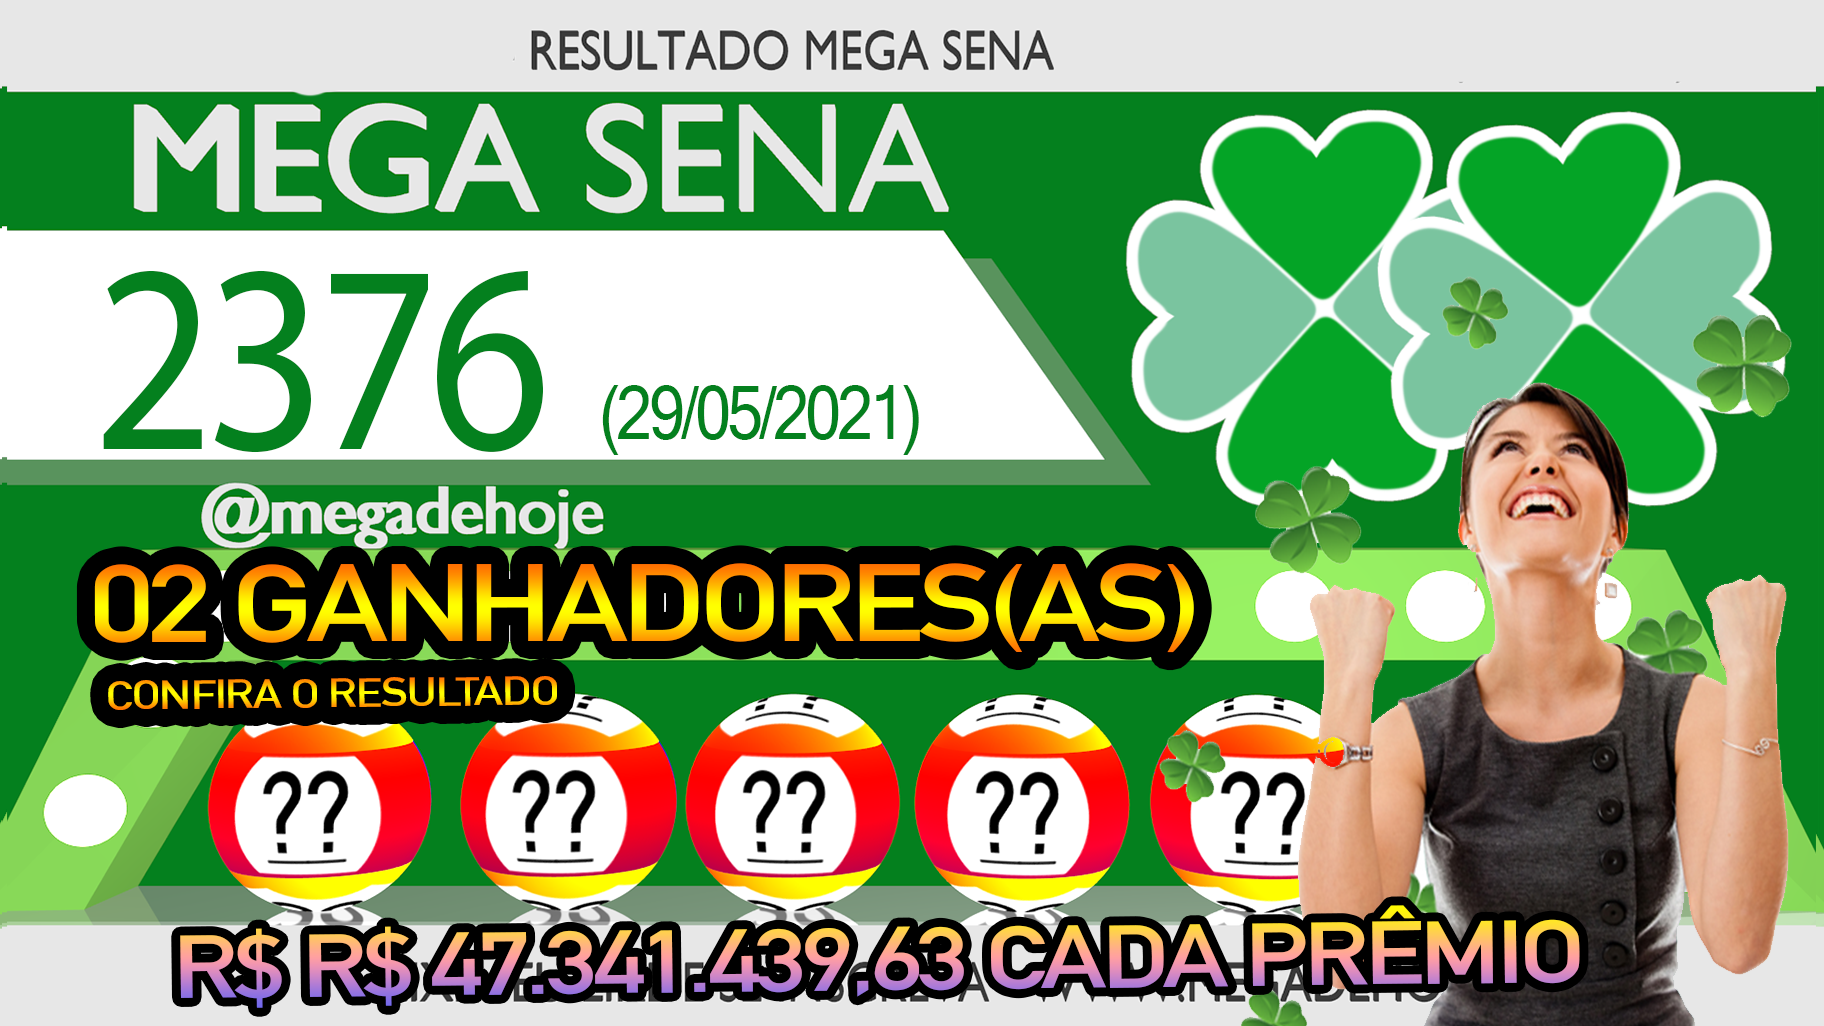 RESULTADO MEGA SENA
MEGA SENA
2376 (29/05/2021)
@megadehoje
02 GANHADORES(AS)
CONFIRA O RESULTADO
?? ?? ?? ?? ??
R$ R$ 47.341.439,63 CADA PRÊMIO